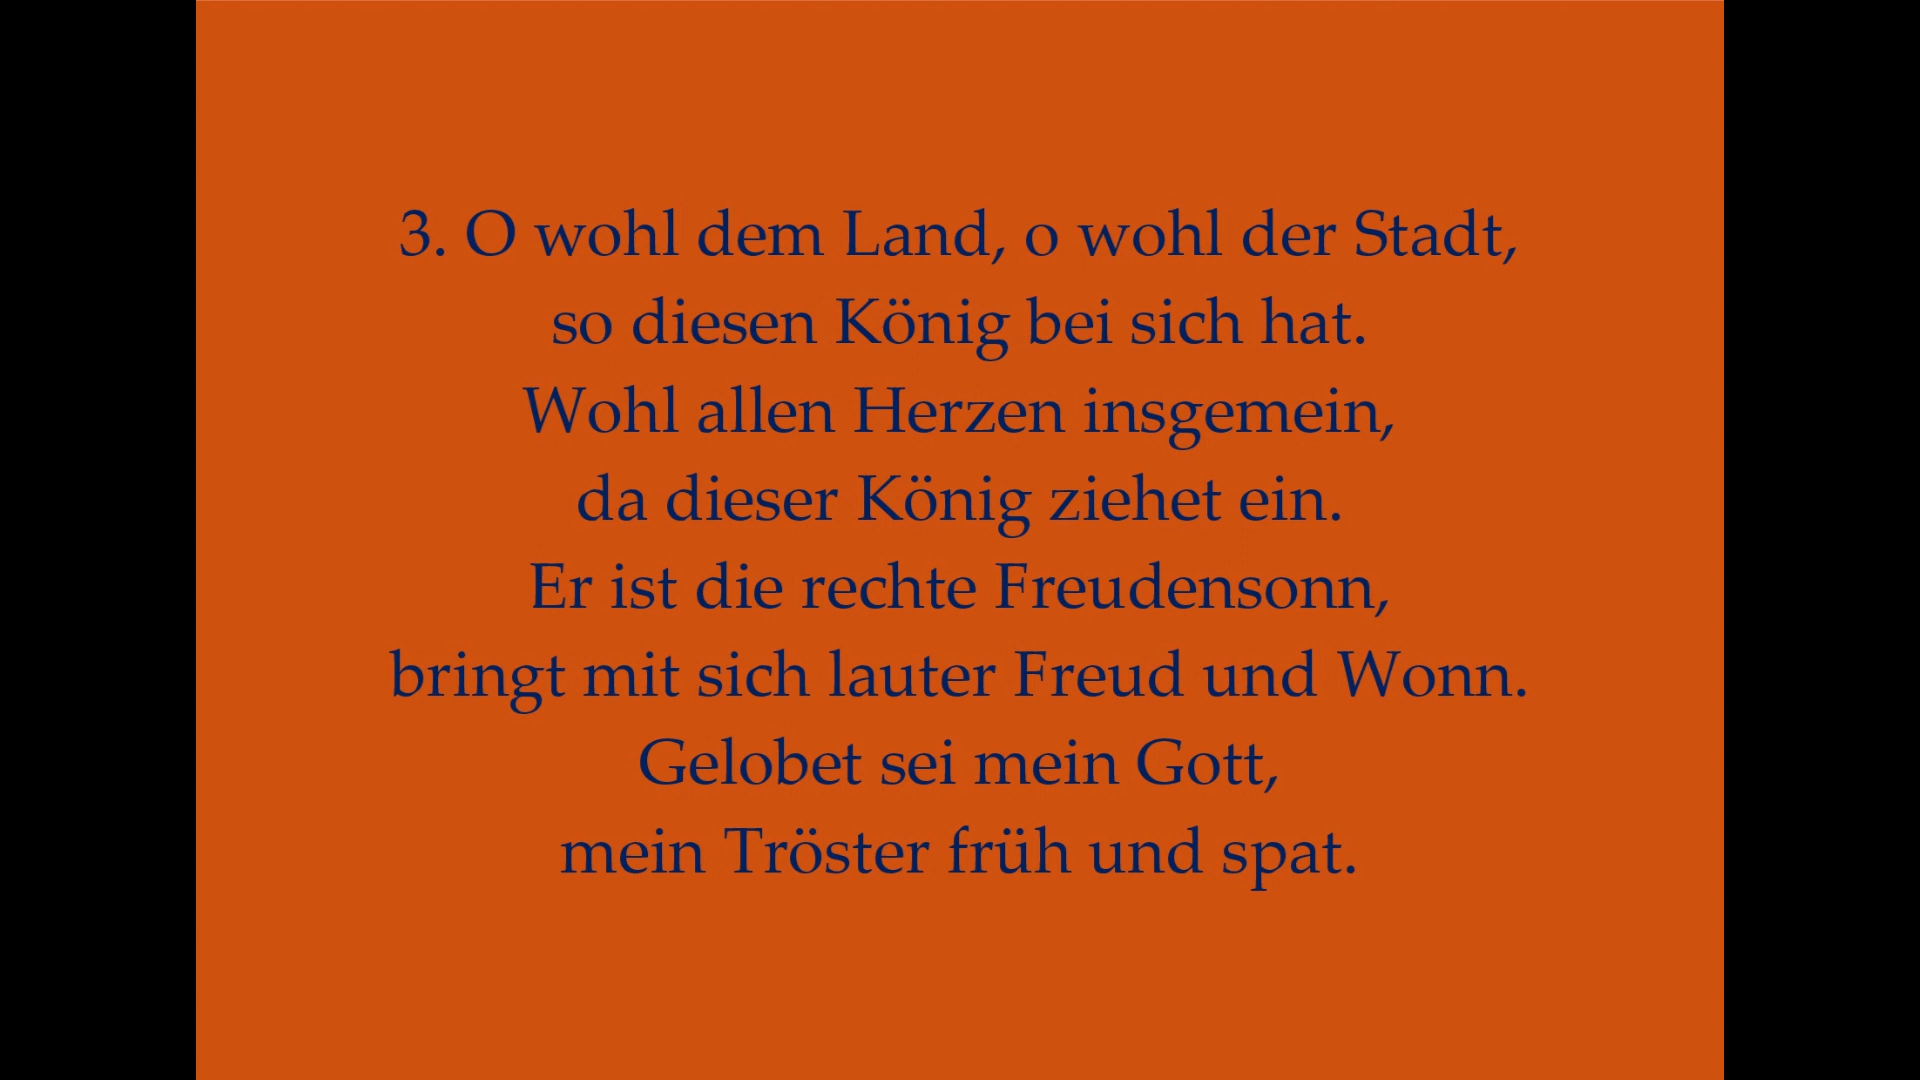 3. O wohl dem Land, o wohl der Stadt,
so diesen König bei sich hat.
Wohl allen Herzen insgemein,
da dieser König ziehet ein.
Er ist die rechte Freudensonn,
bringt mit sich lauter Freud und Wonn.
Gelobet sei mein Gott,
mein Tröster früh und spat.